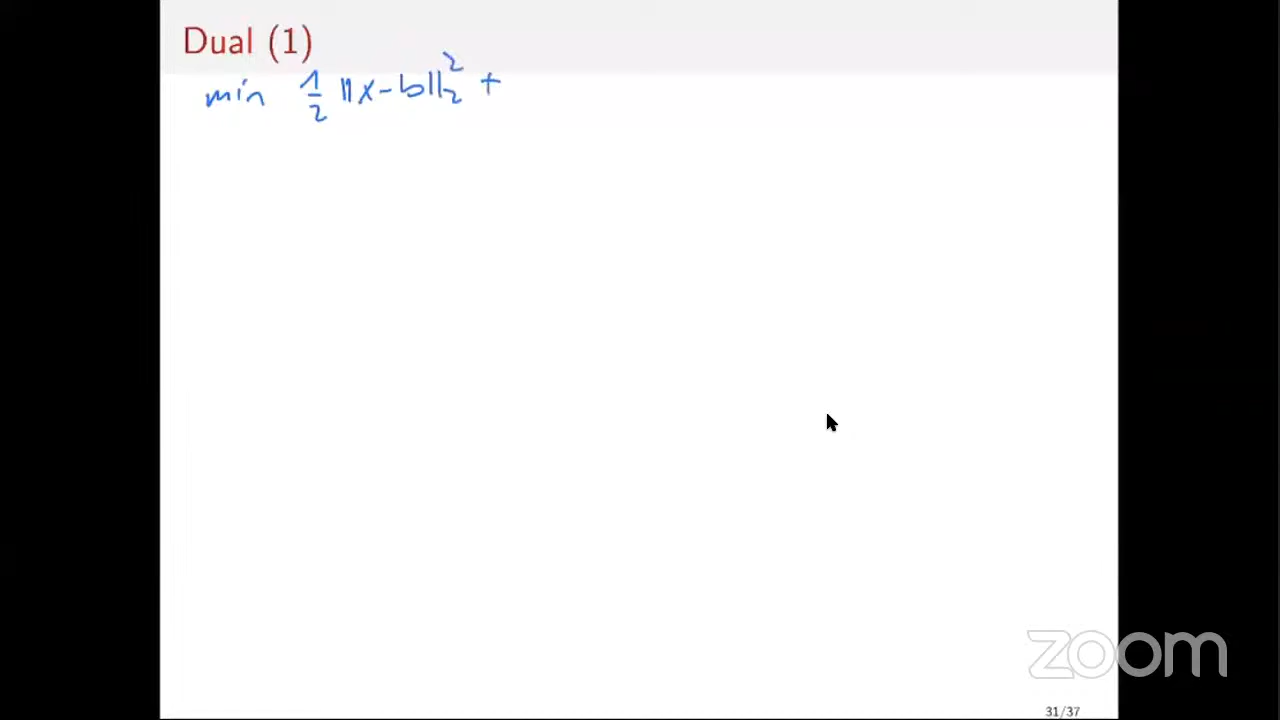 Dual (1)
min 1/2 ||x-b||₂² +
zoom
31/37